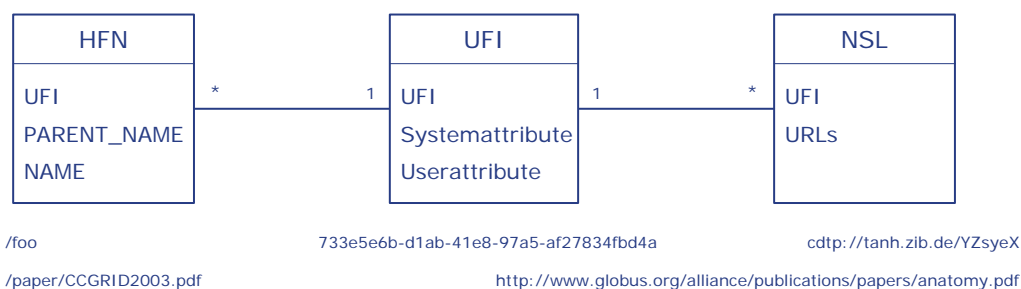 HFN
UFI
PARENT_NAME
NAME
* 1
UFI
UFI
Systemattribute
Userattribute
1 *
NSL
UFI
URLs
/foo 733e5e6b-d1ab-41e8-97a5-af27834fbd4a cdtp://tanh.zib.de/YZsyeX
/paper/CCGRID2003.pdf http://www.globus.org/alliance/publications/papers/anatomy.pdf